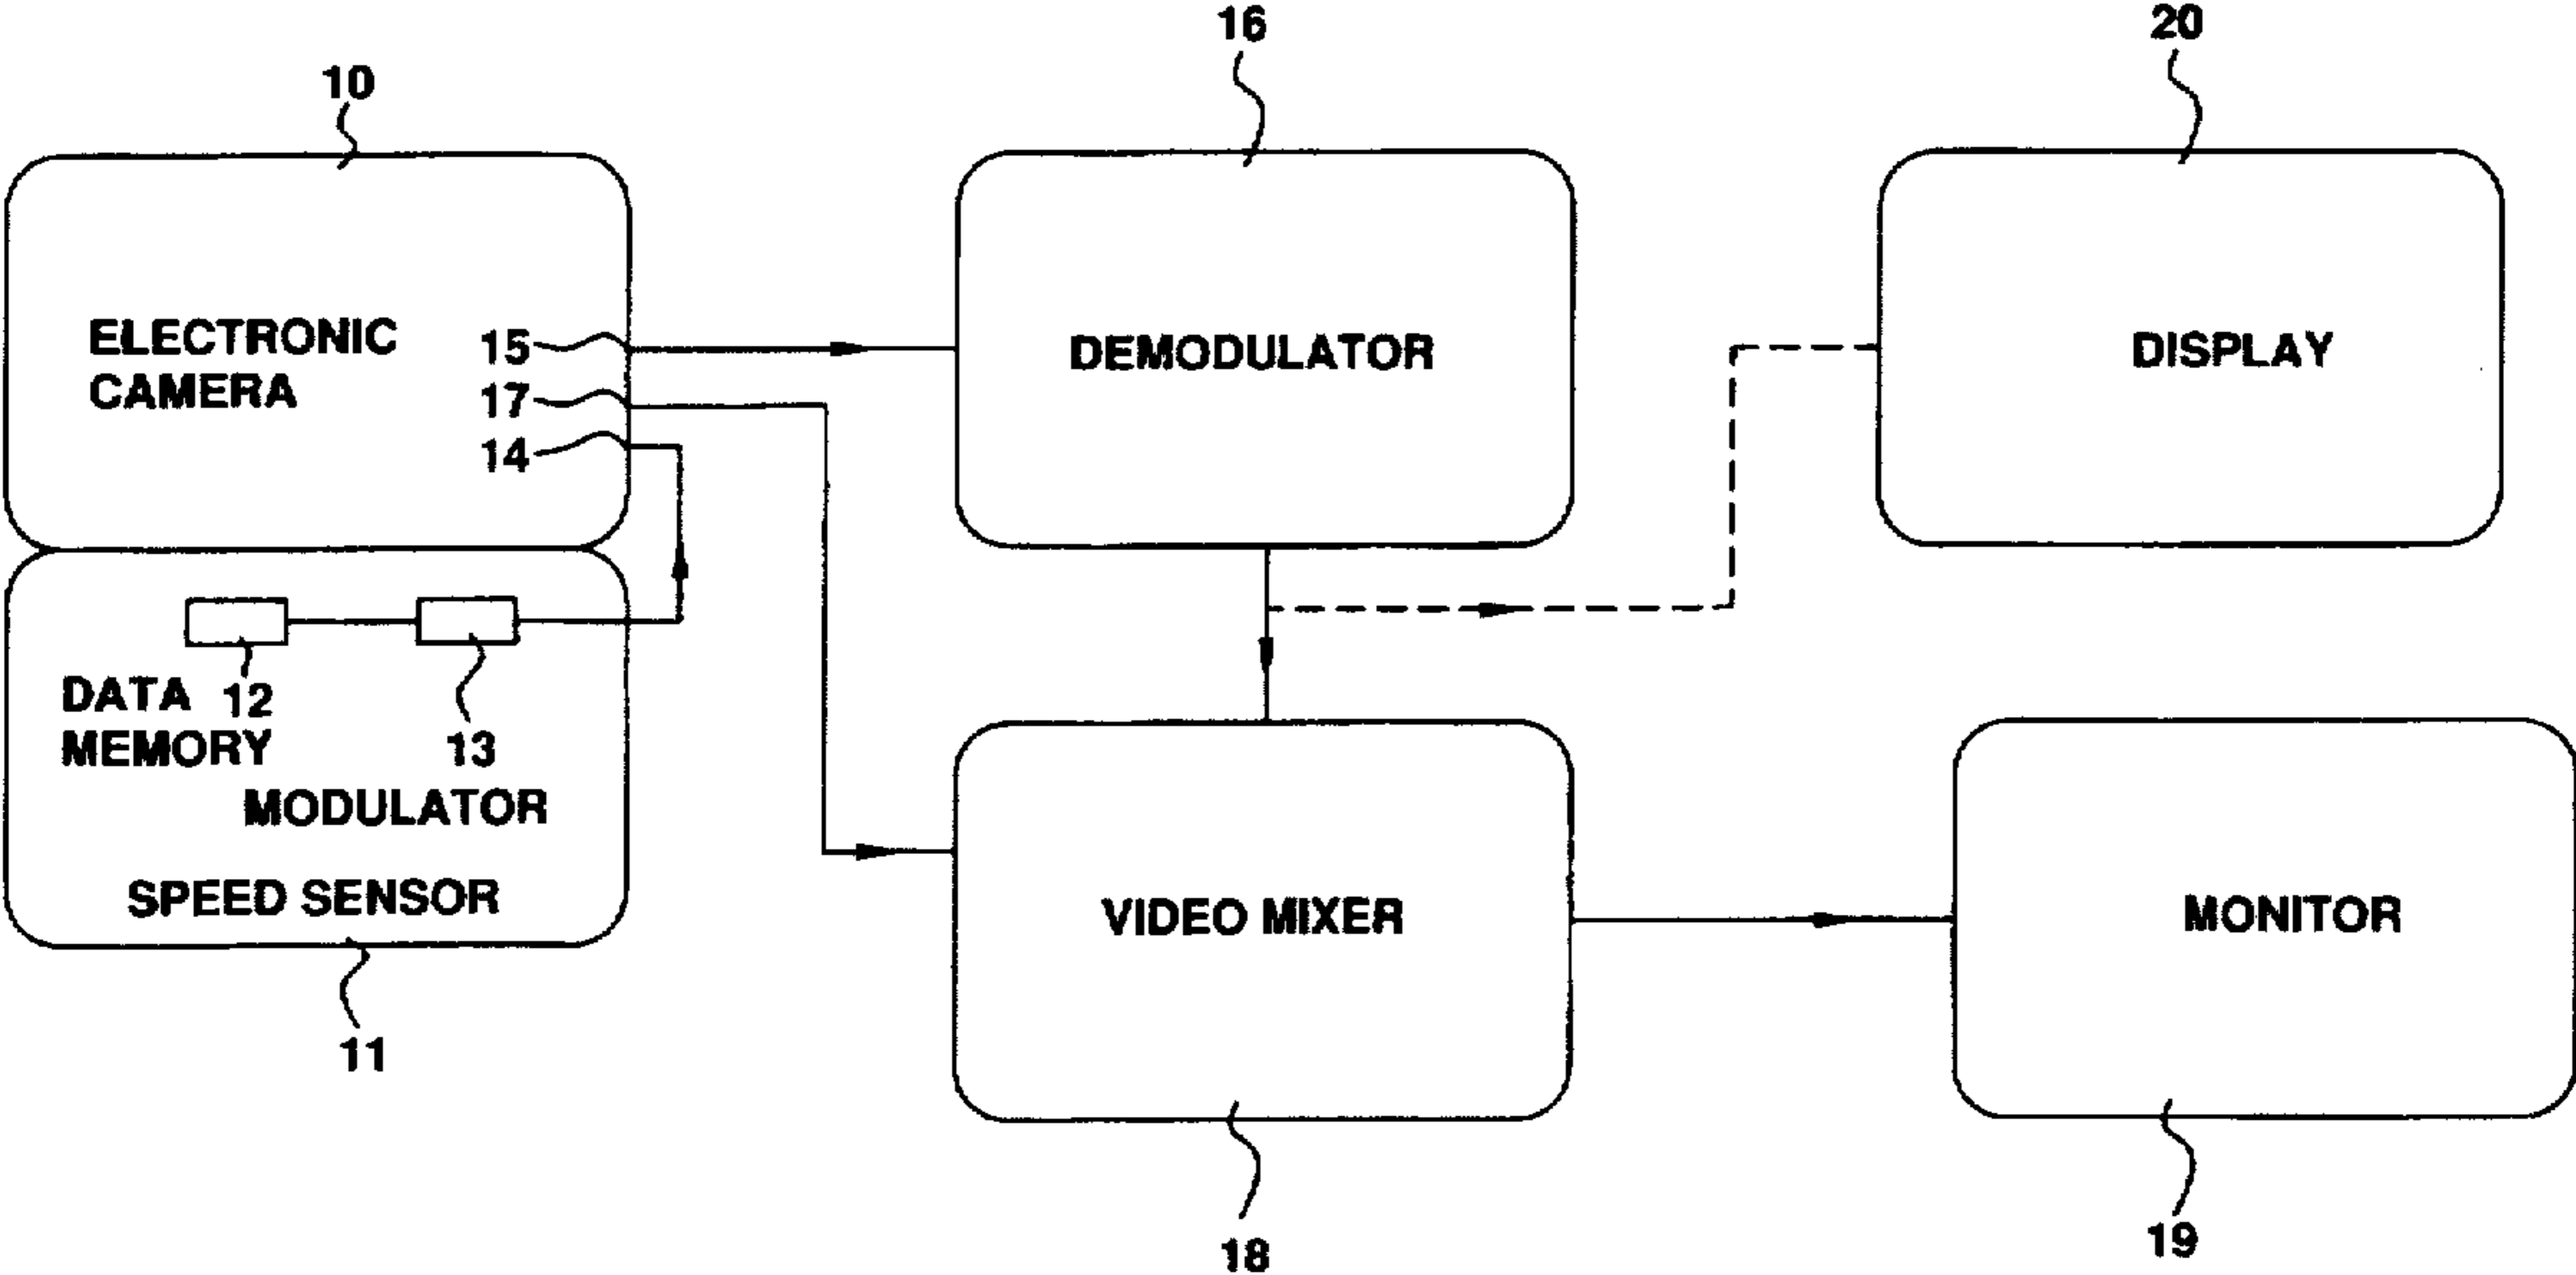 10
16
20
ELECTRONIC
CAMERA
15
17
14
DEMODULATOR
DISPLAY
DATA 12
MEMORY
13
MODULATOR
SPEED SENSOR
11
VIDEO MIXER
MONITOR
18
19